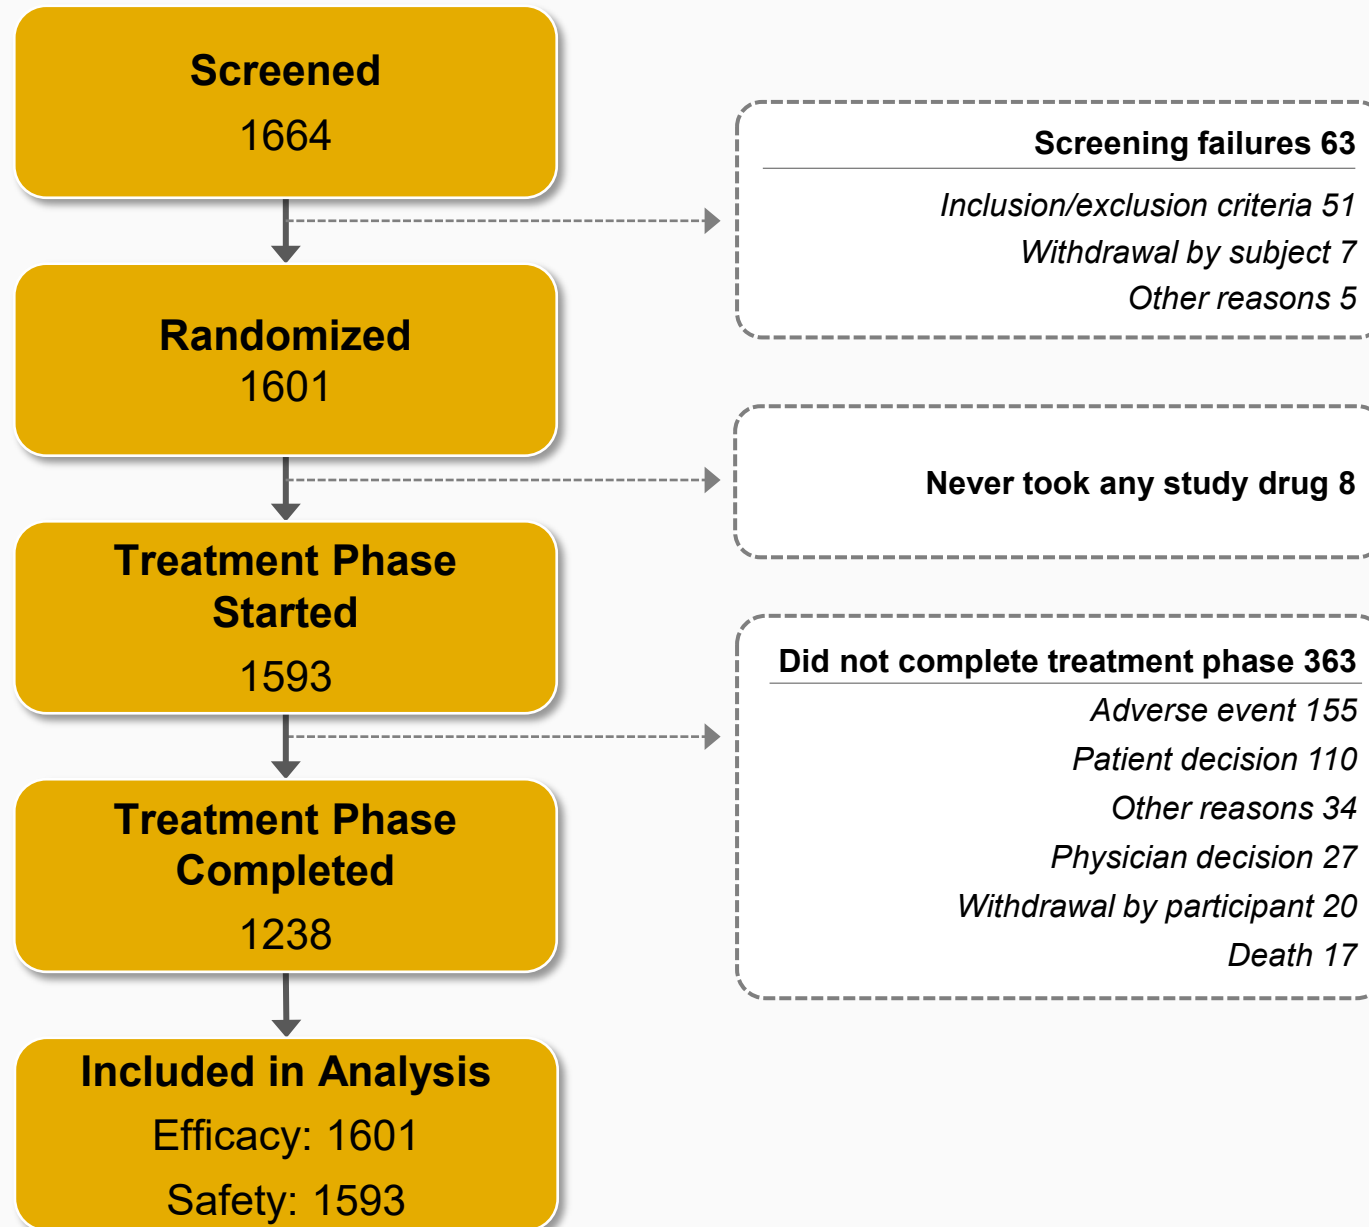 Screened
1664
Screening failures 63
Inclusion/exclusion criteria 51
Withdrawal by subject 7
Other reasons 5
Randomized
1601
Never took any study drug 8
Treatment Phase
Started
1593
Did not complete treatment phase 363
Adverse event 155
Patient decision 110
Other reasons 34
Physician decision 27
Withdrawal by participant 20
Death 17
Treatment Phase
Completed
1238
Included in Analysis
Efficacy: 1601
Safety: 1593